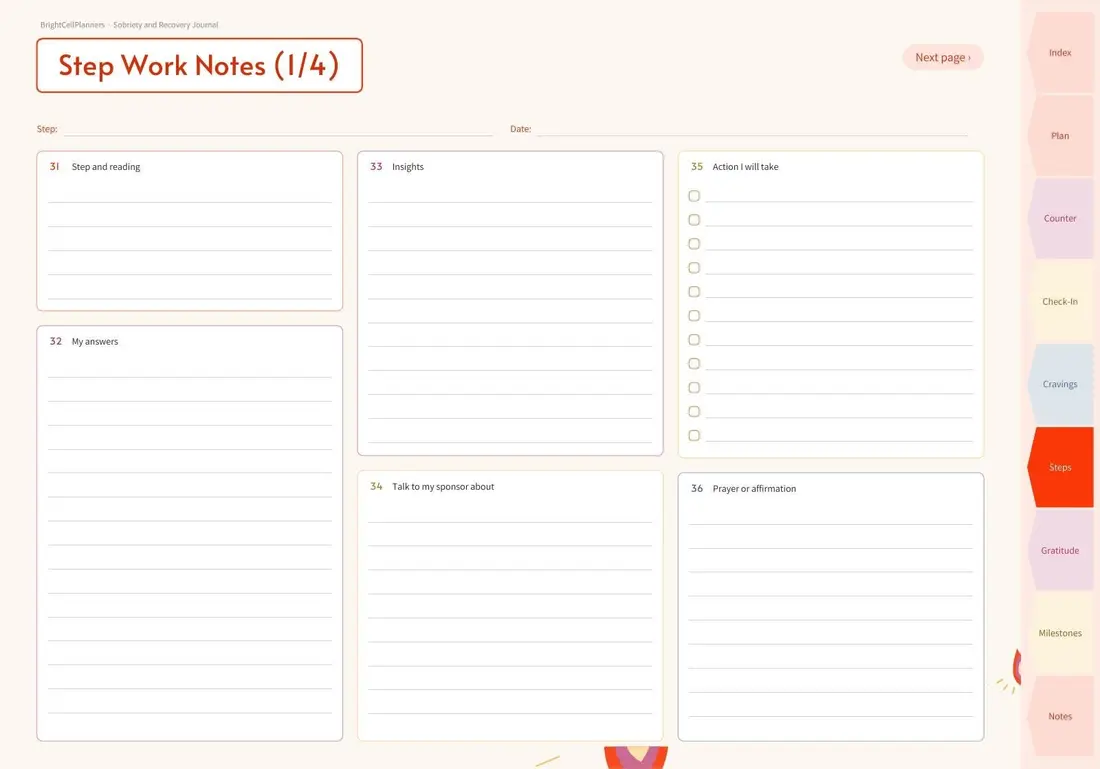 BrightCellPlanners · Sobriety and Recovery Journal
Step Work Notes (1/4)
Next page ›
Step:
Date:
31 Step and reading
32 My answers
33 Insights
34 Talk to my sponsor about
35 Action I will take
36 Prayer or affirmation
Index
Plan
Counter
Check-In
Cravings
Steps
Gratitude
Milestones
Notes